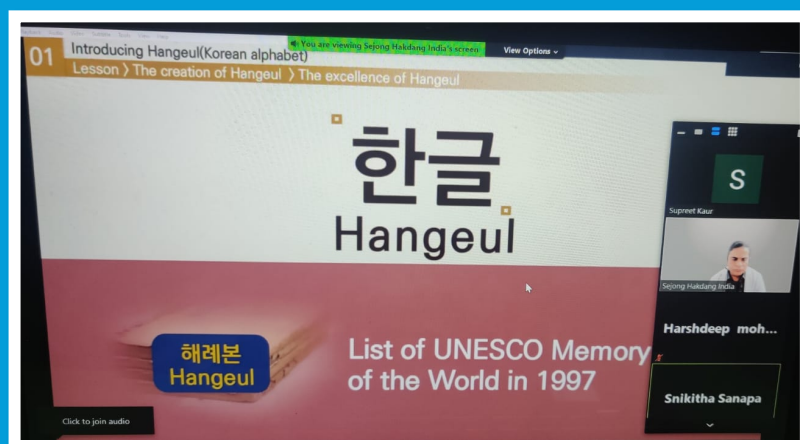 You are viewing Sejong Hakdang India's screen
View Options
01
Introducing Hangeul(Korean alphabet)
Lesson > The creation of Hangeul > The excellence of Hangeul
한글
Hangeul
해례본
Hangeul
List of UNESCO Memory
of the World in 1997
Click to join audio
S
Supreet Kaur
Sejong Hakdang India
Harshdeep moh...
Snikitha Sanapa